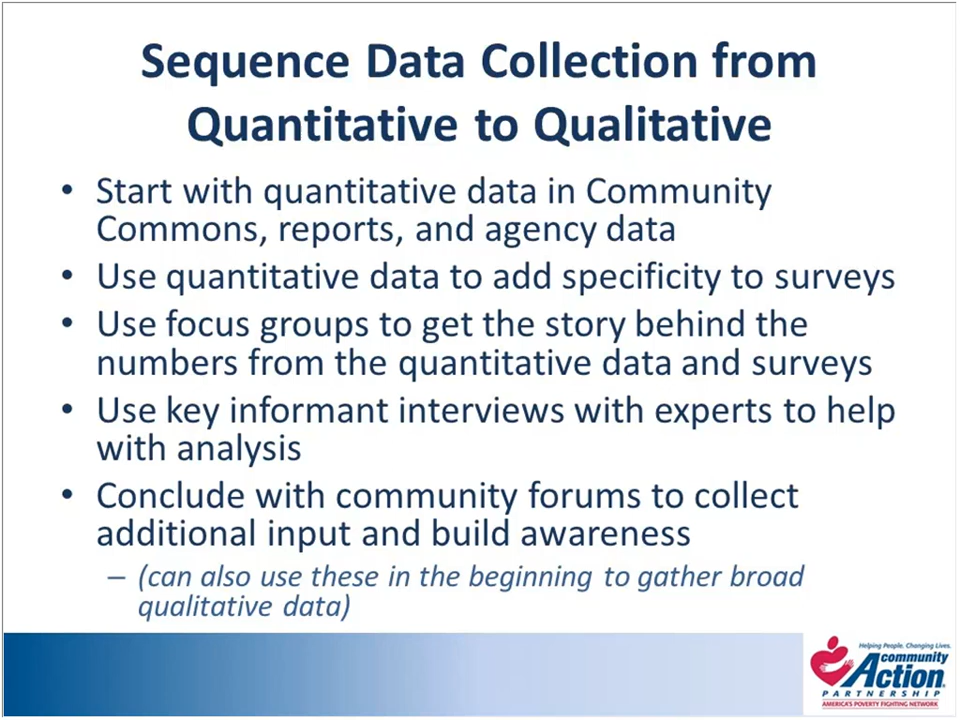 Sequence Data Collection from
Quantitative to Qualitative
• Start with quantitative data in Community
Commons, reports, and agency data
• Use quantitative data to add specificity to surveys
• Use focus groups to get the story behind the
numbers from the quantitative data and surveys
• Use key informant interviews with experts to help
with analysis
• Conclude with community forums to collect
additional input and build awareness
– (can also use these in the beginning to gather broad
qualitative data)
Helping People. Changing Lives.
community
Action
PARTNERSHIP
AMERICA'S POVERTY FIGHTING NETWORK